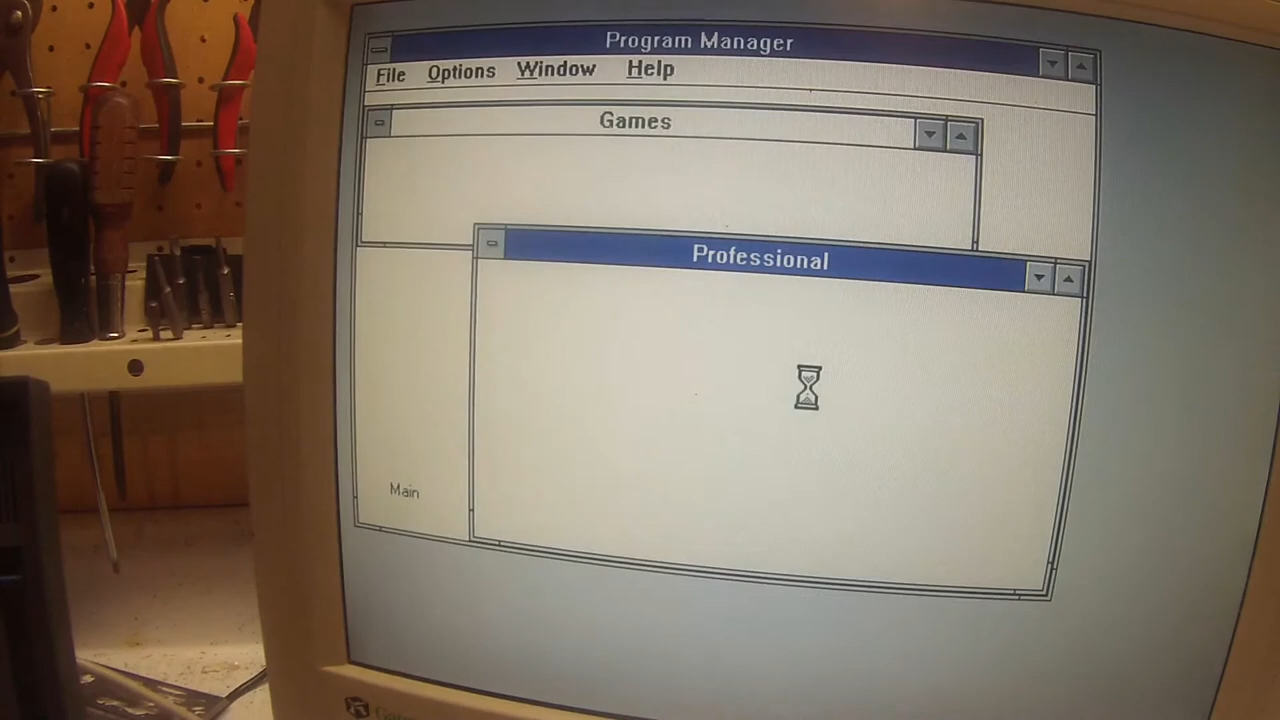 Program Manager
File Options Window Help
Games
Professional
Main